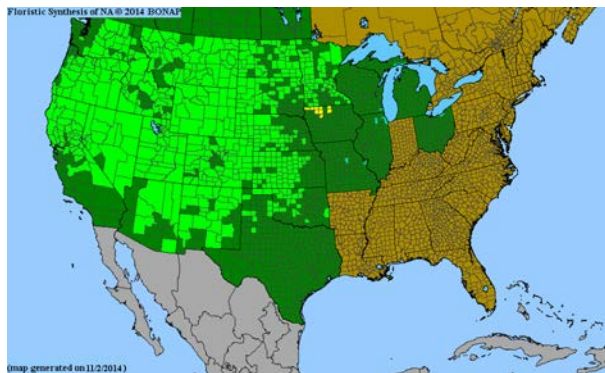 Floristic Synthesis of NA © 2014 BONAP
(map generated on 11/2/2014)